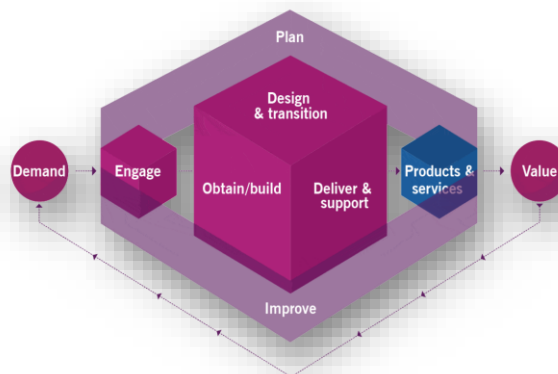 Plan
Design
& transition
Demand
Engage
Obtain/build
Deliver &
support
Products &
services
Value
Improve